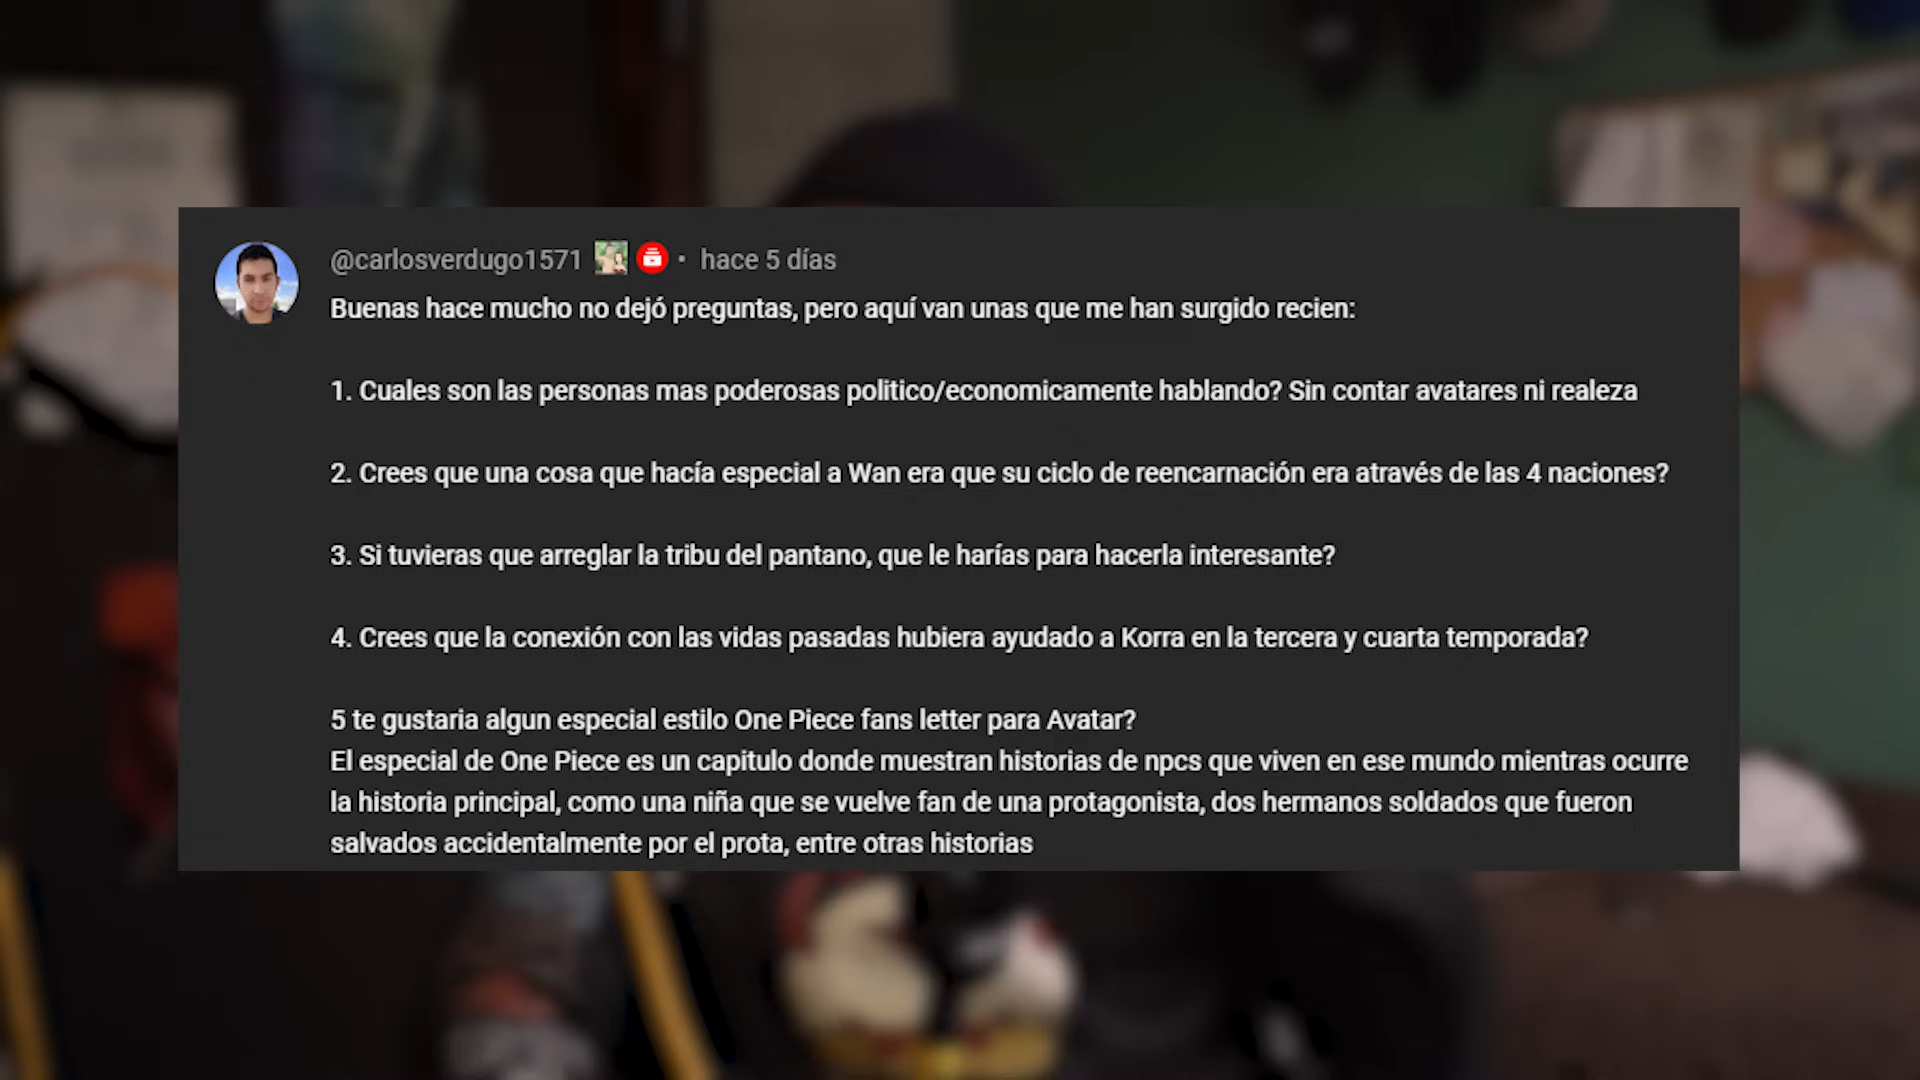 @carlosverdugo1571 • hace 5 días
Buenas hace mucho no dejó preguntas, pero aquí van unas que me han surgido recien:
1. Cuales son las personas mas poderosas politico/economicamente hablando? Sin contar avatares ni realeza
2. Crees que una cosa que hacía especial a Wan era que su ciclo de reencarnación era através de las 4 naciones?
3. Si tuvieras que arreglar la tribu del pantano, que le harías para hacerla interesante?
4. Crees que la conexión con las vidas pasadas hubiera ayudado a Korra en la tercera y cuarta temporada?
5 te gustaria algun especial estilo One Piece fans letter para Avatar?
El especial de One Piece es un capitulo donde muestran historias de npcs que viven en ese mundo mientras ocurre
la historia principal, como una niña que se vuelve fan de una protagonista, dos hermanos soldados que fueron
salvados accidentalmente por el prota, entre otras historias